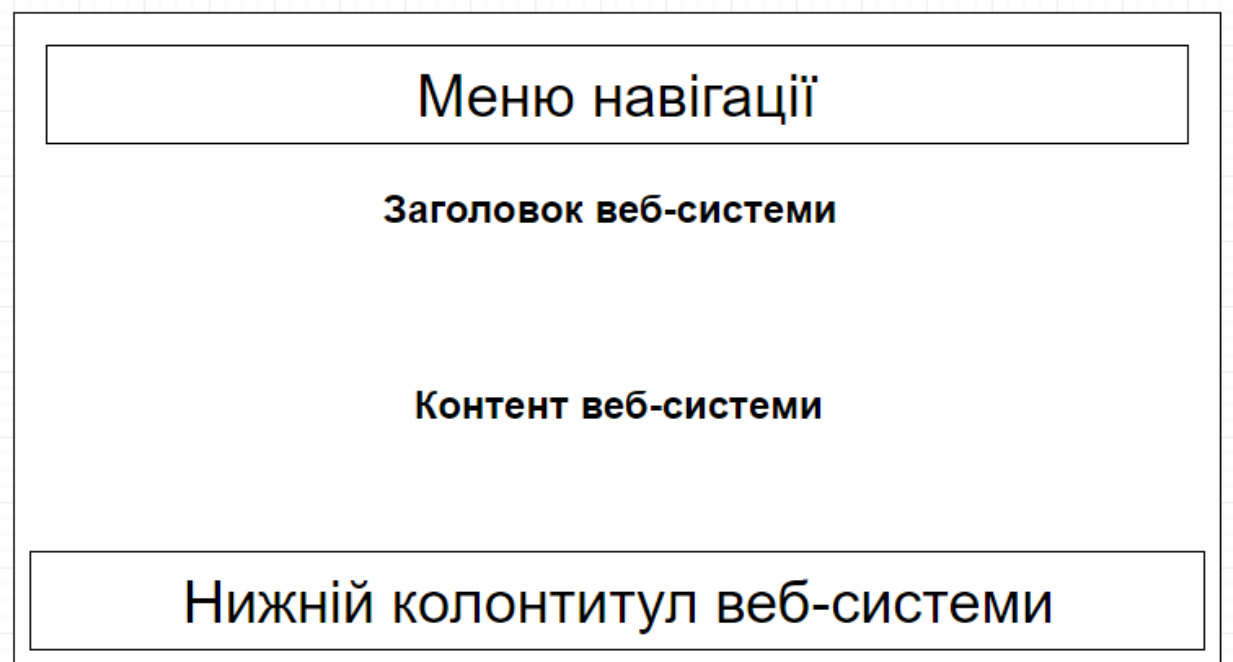 Меню навігації
Заголовок веб-системи
Контент веб-системи
Нижній колонтитул веб-системи